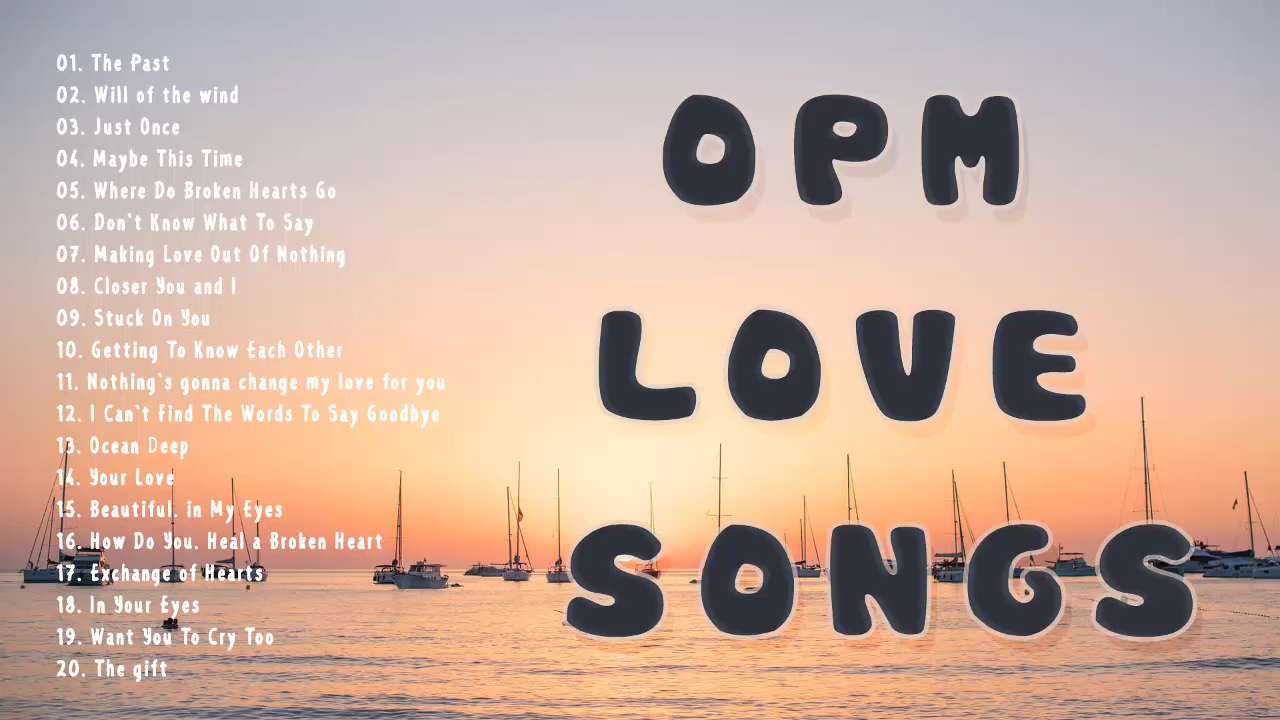 01. The Past
02. Will of the wind
03. Just Once
04. Maybe This Time
05. Where Do Broken Hearts Go
06. Don`t Know What To Say
07. Making Love Out Of Nothing
08. Closer You and I
09. Stuck On You
10. Getting To Know Each Other
11. Nothing`s gonna change my love for you
12. I Can`t Find The Words To Say Goodbye
13. Ocean Deep
14. Your Love
15. Beautiful. in My Eyes
16. How Do You. Heal a Broken Heart
17. Exchange of Hearts
18. In Your Eyes
19. Want You To Cry Too
20. The gift
OPM
LOVE
SONGS